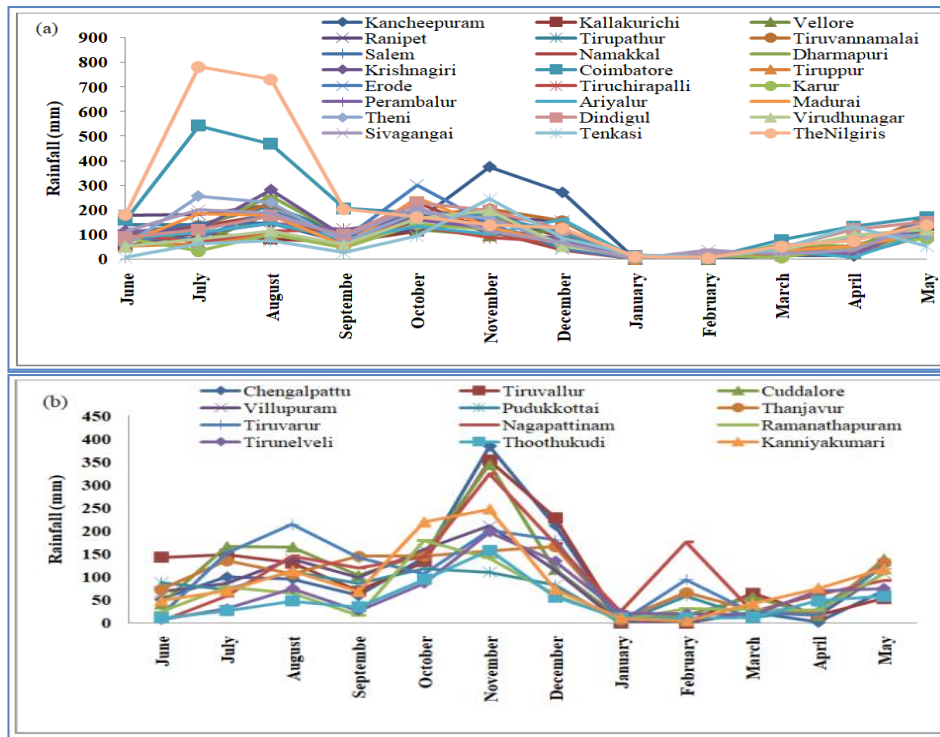 (a)
Kancheepuram Kallakurichi Vellore
Ranipet Tirupathur Tiruvannamalai
Salem Namakkal Dharmapuri
Krishnagiri Coimbatore Tiruppur
Erode Tiruchirapalli Karur
Perambalur Ariyalur Madurai
Theni Dindigul Virudhunagar
Sivagangai Tenkasi TheNilgiris
Rainfall (mm)
900
800
700
600
500
400
300
200
100
0
June July August Septembe October November December January February March April May
(b)
Chengalpattu Tiruvallur Cuddalore
Villupuram Pudukkottai Thanjavur
Tiruvarur Nagapattinam Ramanathapuram
Tirunelveli Thoothukudi Kanniyakumari
Rainfall (mm)
450
400
350
300
250
200
150
100
50
0
June July August Septembe October November December January February March April May